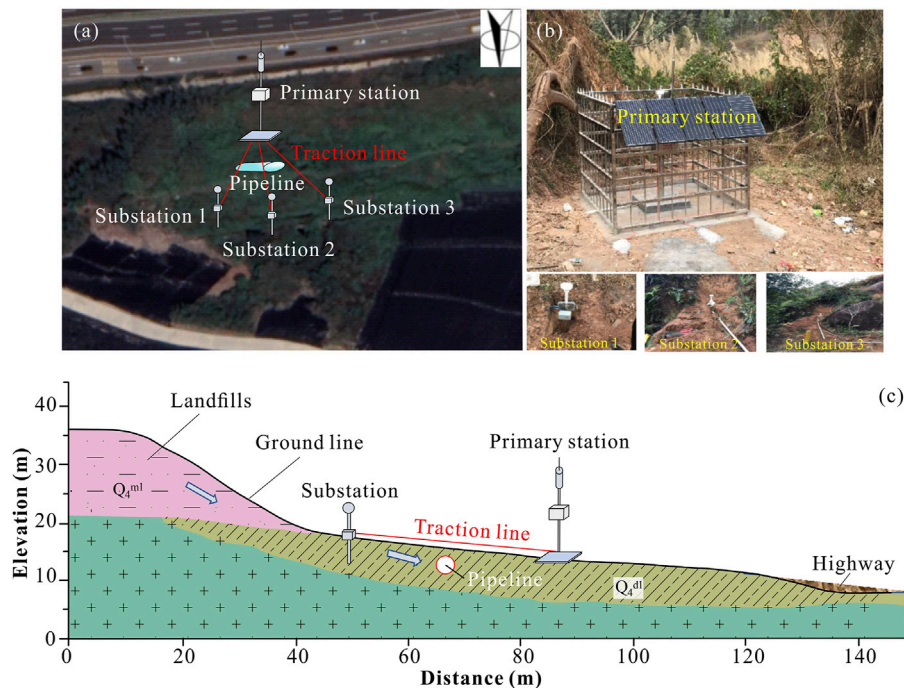 (a)
Primary station
Traction line
Pipeline
Substation 1
Substation 2
Substation 3
(b)
Primary station
Substation 1
Substation 2
Substation 3
(c)
Elevation (m)
40
30
20
10
0
Landfills
Ground line
Q₄ᵐˡ
Substation
Traction line
Primary station
Pipeline
Q₄ᵈˡ
Highway
0
20
40
60
80
100
120
140
Distance (m)